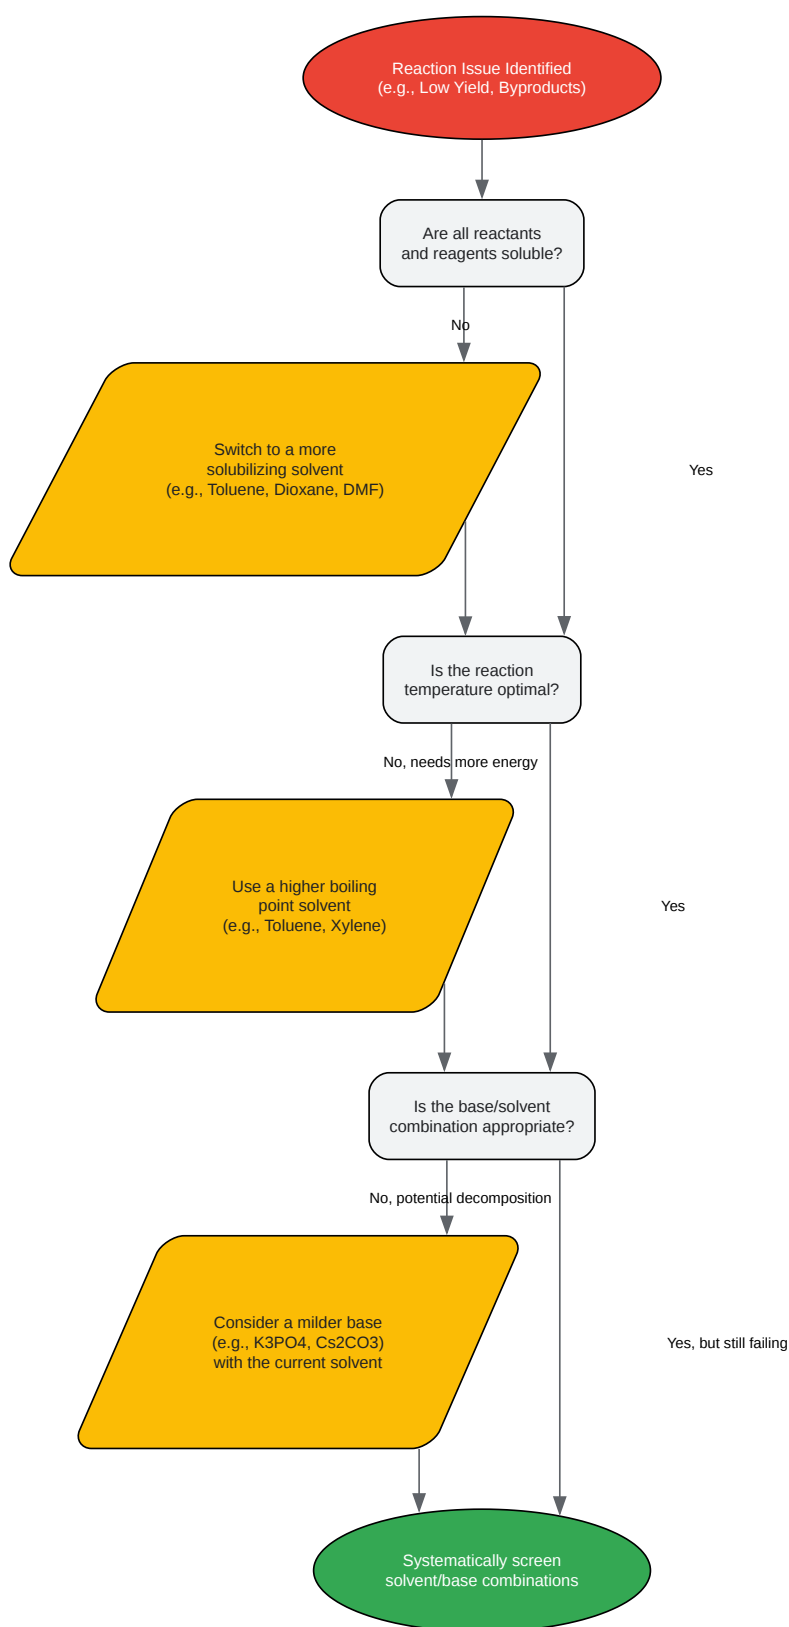 Reaction Issue Identified
(e.g., Low Yield, Byproducts)
Are all reactants
and reagents soluble?
No
Switch to a more
solubilizing solvent
(e.g., Toluene, Dioxane, DMF)
Yes
Is the reaction
temperature optimal?
No, needs more energy
Use a higher boiling
point solvent
(e.g., Toluene, Xylene)
Yes
Is the base/solvent
combination appropriate?
No, potential decomposition
Consider a milder base
(e.g., K3PO4, Cs2CO3)
with the current solvent
Yes, but still failing
Systematically screen
solvent/base combinations